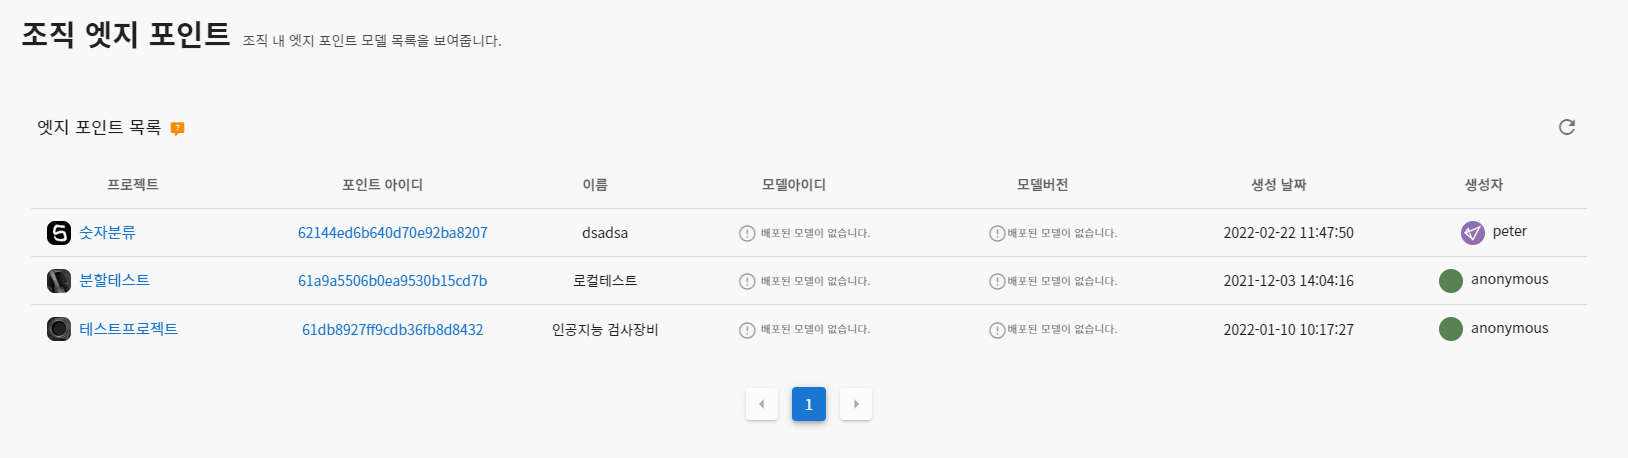 조직 엣지 포인트 조직 내 엣지 포인트 모델 목록을 보여줍니다.
엣지 포인트 목록 ?
프로젝트 포인트 아이디 이름 모델아이디 모델버전 생성 날짜 생성자
숫자분류 62144ed6b640d70e92ba8207 dsadsa 배포된 모델이 없습니다. 배포된 모델이 없습니다. 2022-02-22 11:47:50 peter
분할테스트 61a9a5506b0ea9530b15cd7b 로컬테스트 배포된 모델이 없습니다. 배포된 모델이 없습니다. 2021-12-03 14:04:16 anonymous
테스트프로젝트 61db8927ff9cdb36fb8d8432 인공지능 검사장비 배포된 모델이 없습니다. 배포된 모델이 없습니다. 2022-01-10 10:17:27 anonymous
1